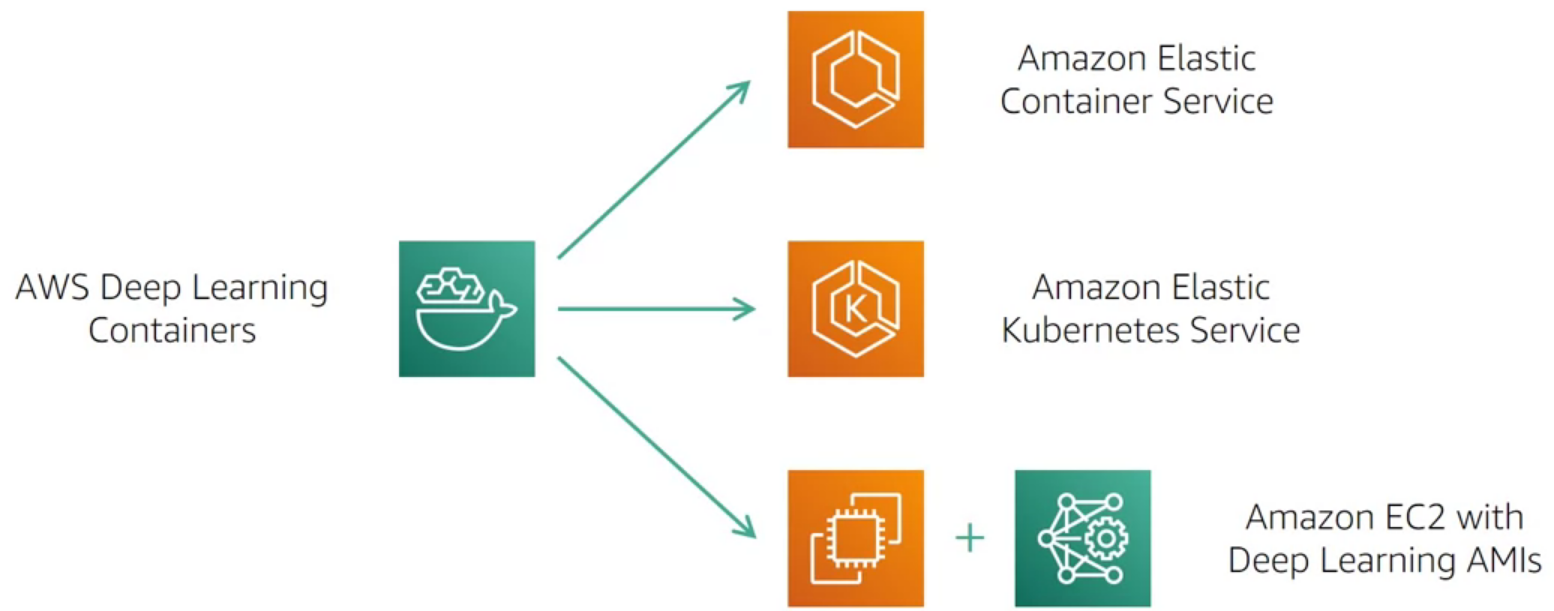 Amazon Elastic
Container Service
AWS Deep Learning
Containers
K
Amazon Elastic
Kubernetes Service
+
Amazon EC2 with
Deep Learning AMIs